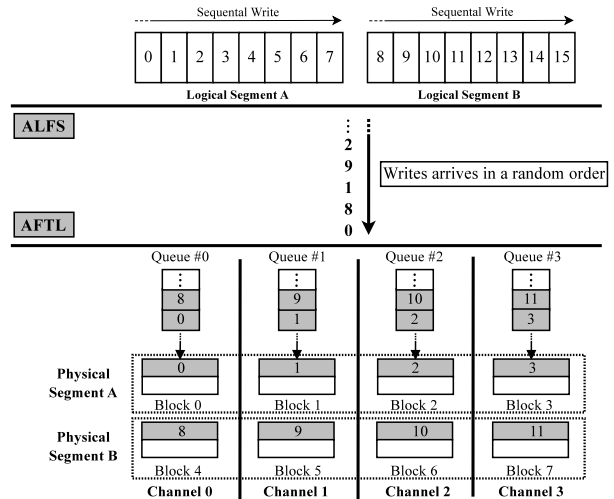 Sequental Write Sequental Write
0 1 2 3 4 5 6 7 8 9 10 11 12 13 14 15
Logical Segment A Logical Segment B
ALFS
2
9
Writes arrives in a random order
1
8
AFTL
0
Queue #0 Queue #1 Queue #2 Queue #3
8 9 10 11
0 1 2 3
Physical Segment A
0 1 2 3
Block 0 Block 1 Block 2 Block 3
Physical Segment B
8 9 10 11
Block 4 Block 5 Block 6 Block 7
Channel 0 Channel 1 Channel 2 Channel 3